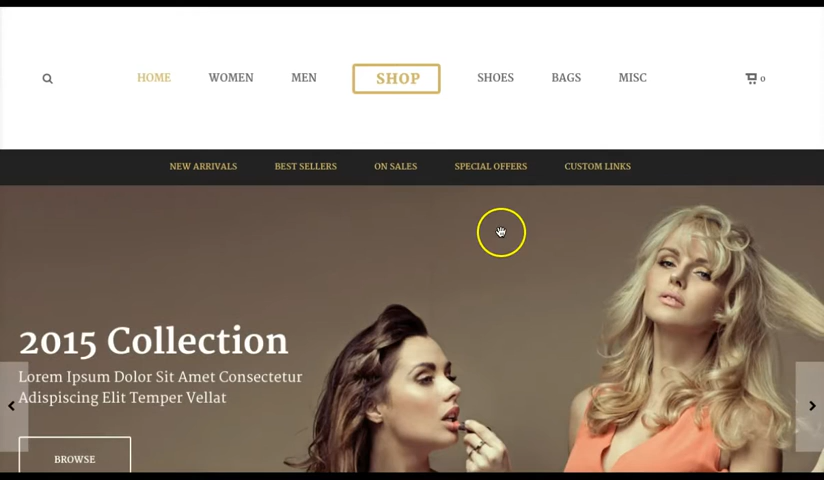 HOME WOMEN MEN SHOP SHOES BAGS MISC 0
NEW ARRIVALS BEST SELLERS ON SALES SPECIAL OFFERS CUSTOM LINKS
2015 Collection
Lorem Ipsum Dolor Sit Amet Consectetur
Adispiscing Elit Temper Vellat
BROWSE